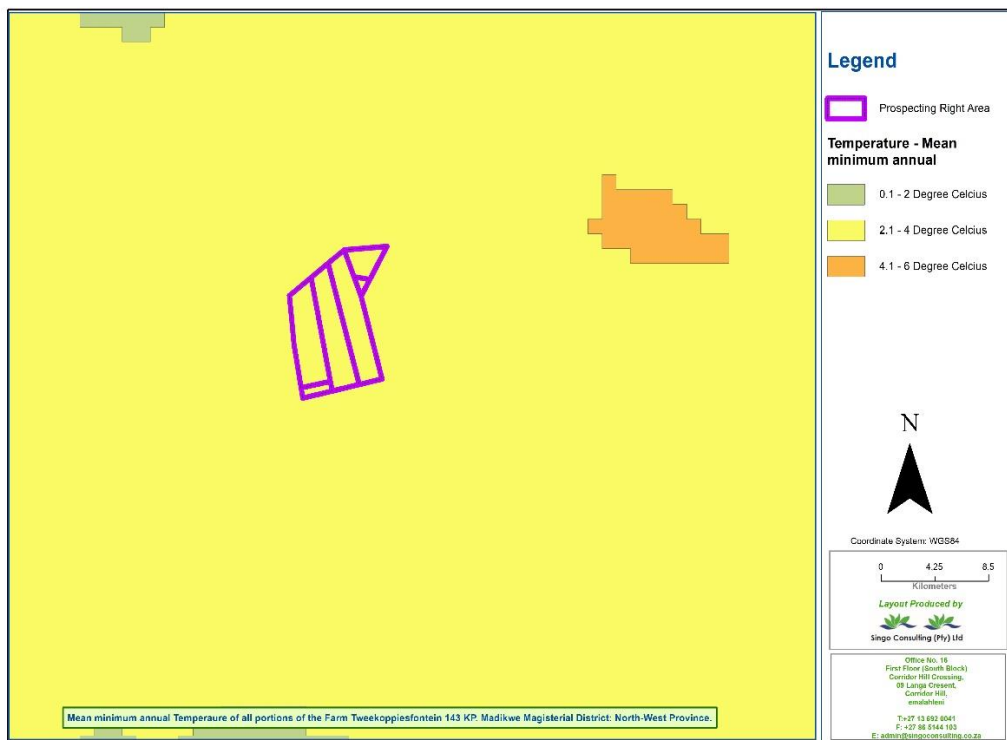 Legend
Prospecting Right Area
Temperature - Mean
minimum annual
0.1 - 2 Degree Celcius
2.1 - 4 Degree Celcius
4.1 - 6 Degree Celcius
N
Coordinate System: WGS84
0 4.25 8.5
Kilometers
Layout Produced by
Singo Consulting (Pty) Ltd
Office No. 16
First Floor (South Block)
Corridor Hill Crossing,
09 Langa Cresent,
Corridor Hill,
emalahleni
T:+27 13 692 0041
F: +27 86 5144 103
E: admin@singoconsulting.co.za
Mean minimum annual Temperaure of all portions of the Farm Tweekoppiesfontein 143 KP. Madikwe Magisterial District: North-West Province.